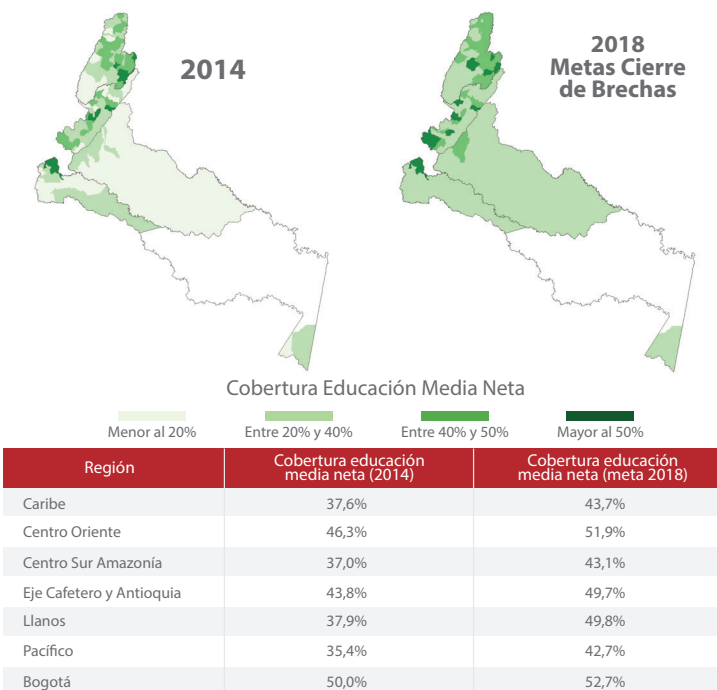 2014
2018
Metas Cierre
de Brechas
Cobertura Educación Media Neta
Menor al 20%
Entre 20% y 40%
Entre 40% y 50%
Mayor al 50%
Región
Cobertura educación
media neta (2014)
Cobertura educación
media neta (meta 2018)
Caribe 37,6% 43,7%
Centro Oriente 46,3% 51,9%
Centro Sur Amazonía 37,0% 43,1%
Eje Cafetero y Antioquia 43,8% 49,7%
Llanos 37,9% 49,8%
Pacífico 35,4% 42,7%
Bogotá 50,0% 52,7%